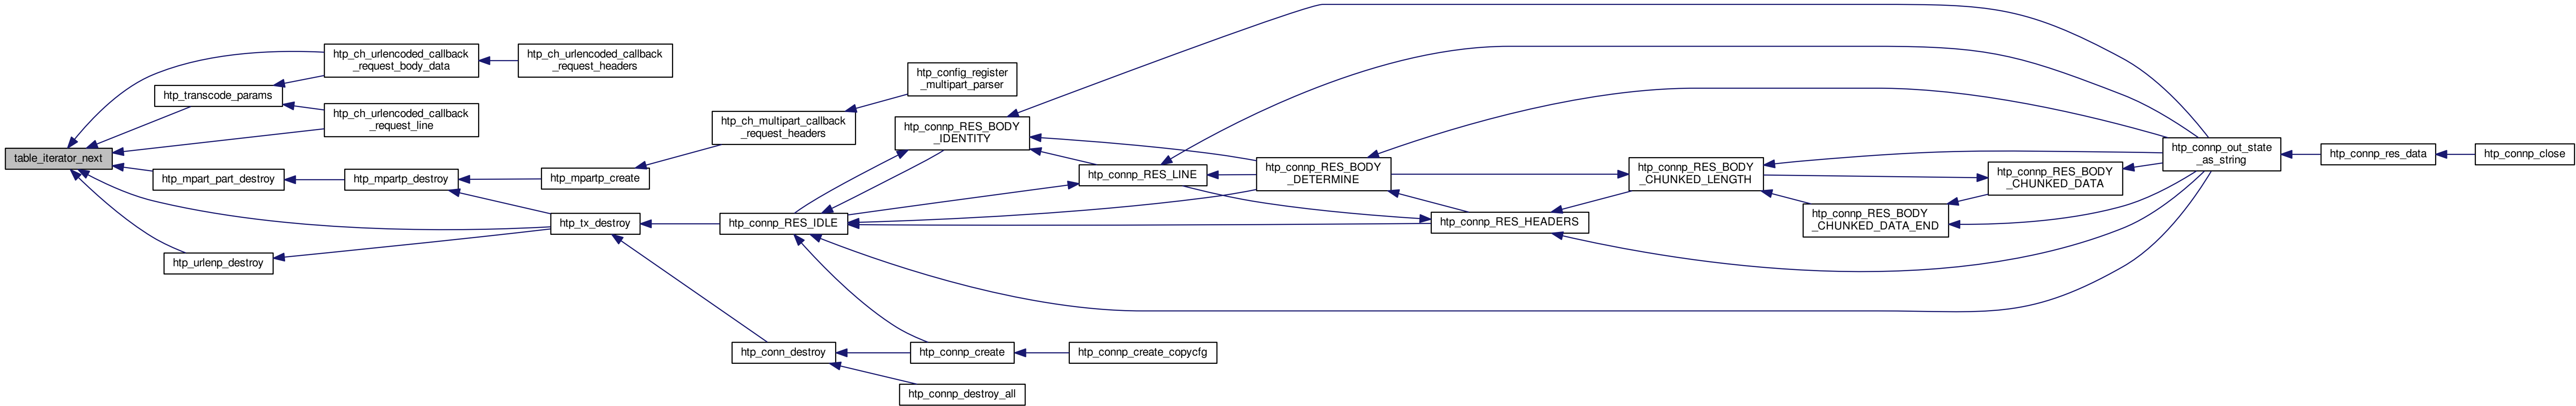 table_iterator_next
htp_ch_urlencoded_callback
_request_body_data
htp_ch_urlencoded_callback
_request_headers
htp_transcode_params
htp_ch_urlencoded_callback
_request_line
htp_mpart_part_destroy
htp_mpartp_destroy
htp_mpartp_create
htp_ch_multipart_callback
_request_headers
htp_config_register
_multipart_parser
htp_urlenp_destroy
htp_tx_destroy
htp_connp_RES_IDLE
htp_connp_RES_BODY
_IDENTITY
htp_connp_RES_LINE
htp_connp_RES_BODY
_DETERMINE
htp_connp_RES_HEADERS
htp_connp_RES_BODY
_CHUNKED_LENGTH
htp_connp_RES_BODY
_CHUNKED_DATA
htp_connp_RES_BODY
_CHUNKED_DATA_END
htp_connp_out_state
_as_string
htp_connp_res_data
htp_connp_close
htp_conn_destroy
htp_connp_create
htp_connp_create_copycfg
htp_connp_destroy_all